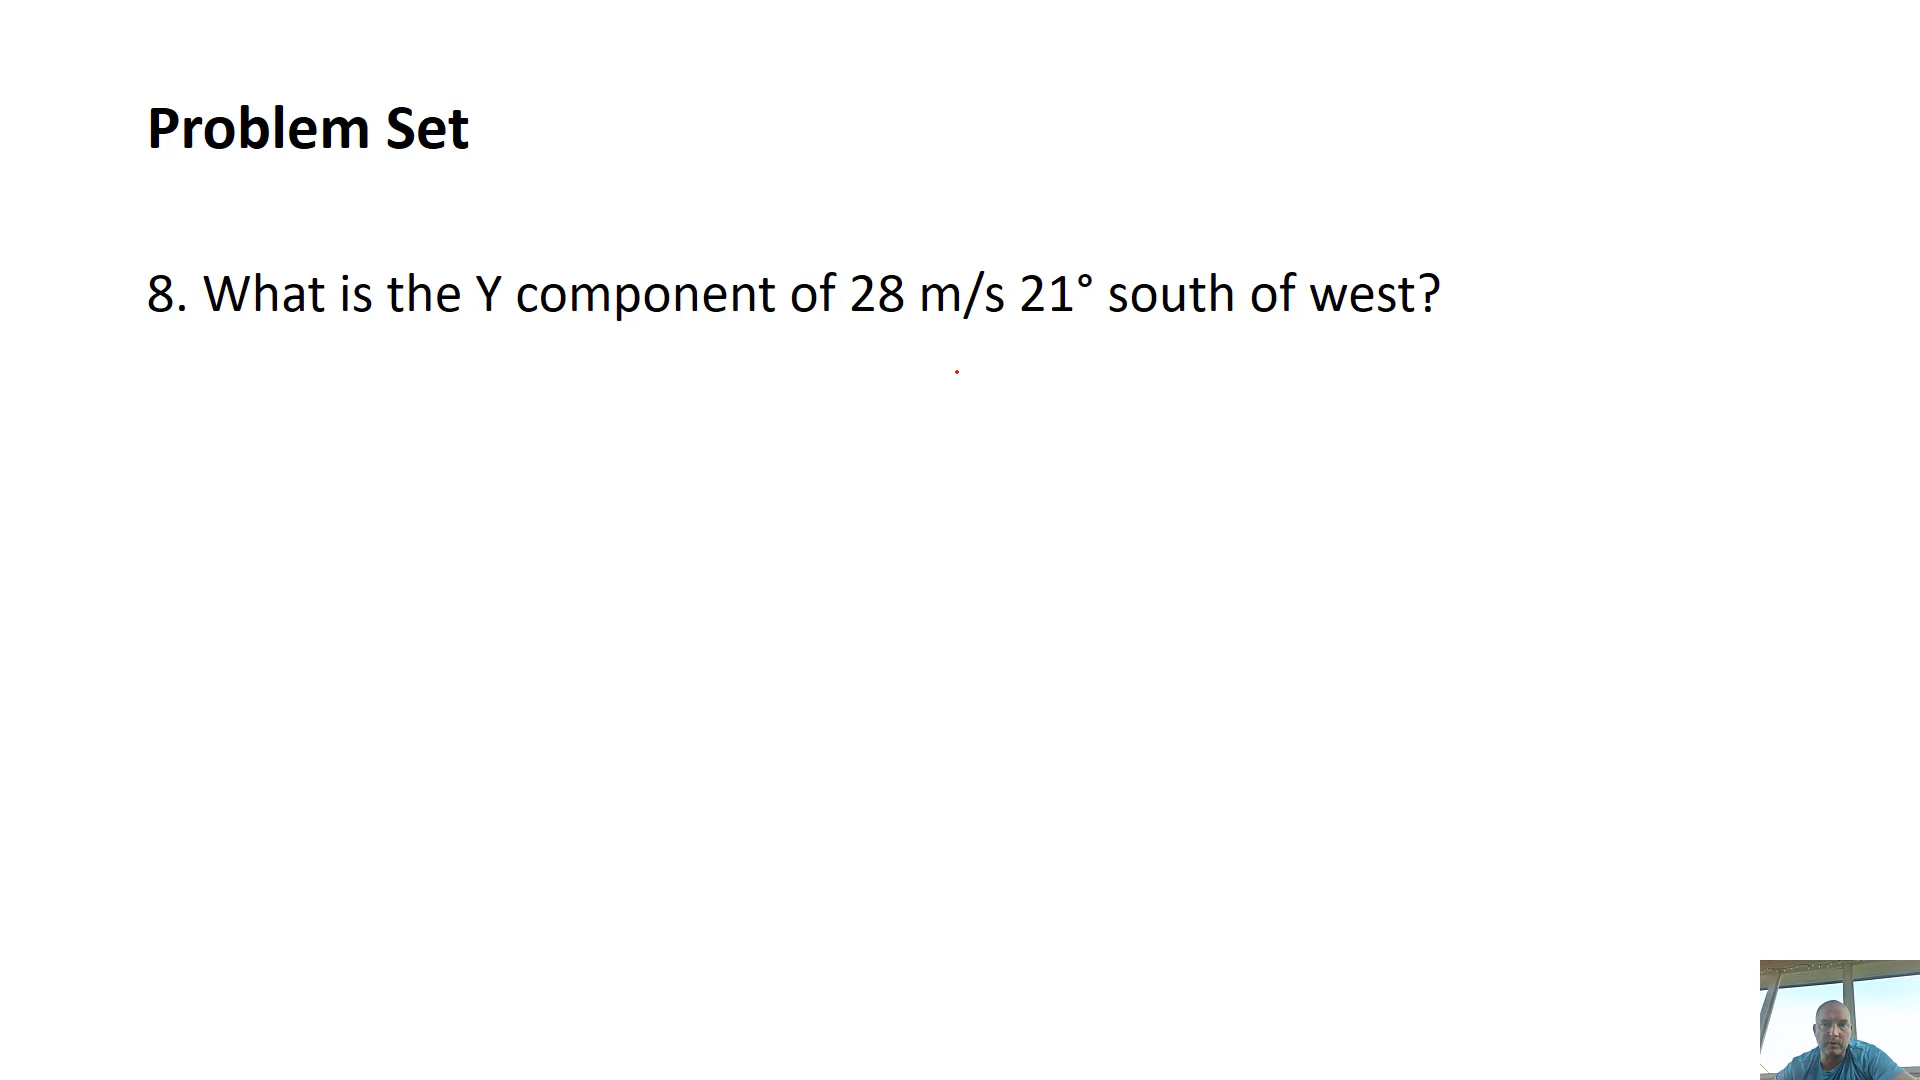 Problem Set
8. What is the Y component of 28 m/s 21° south of west?